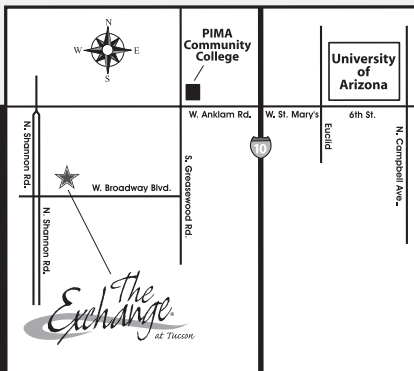 N
W
E
S
PIMA
Community
College
University
of
Arizona
W. Anklam Rd.
W. St. Mary's
6th St.
N. Shannon Rd.
10
Euclid
N. Campbell Ave.
S. Greasewood Rd.
W. Broadway Blvd.
N. Shannon Rd.
The
Exchange®
at Tucson